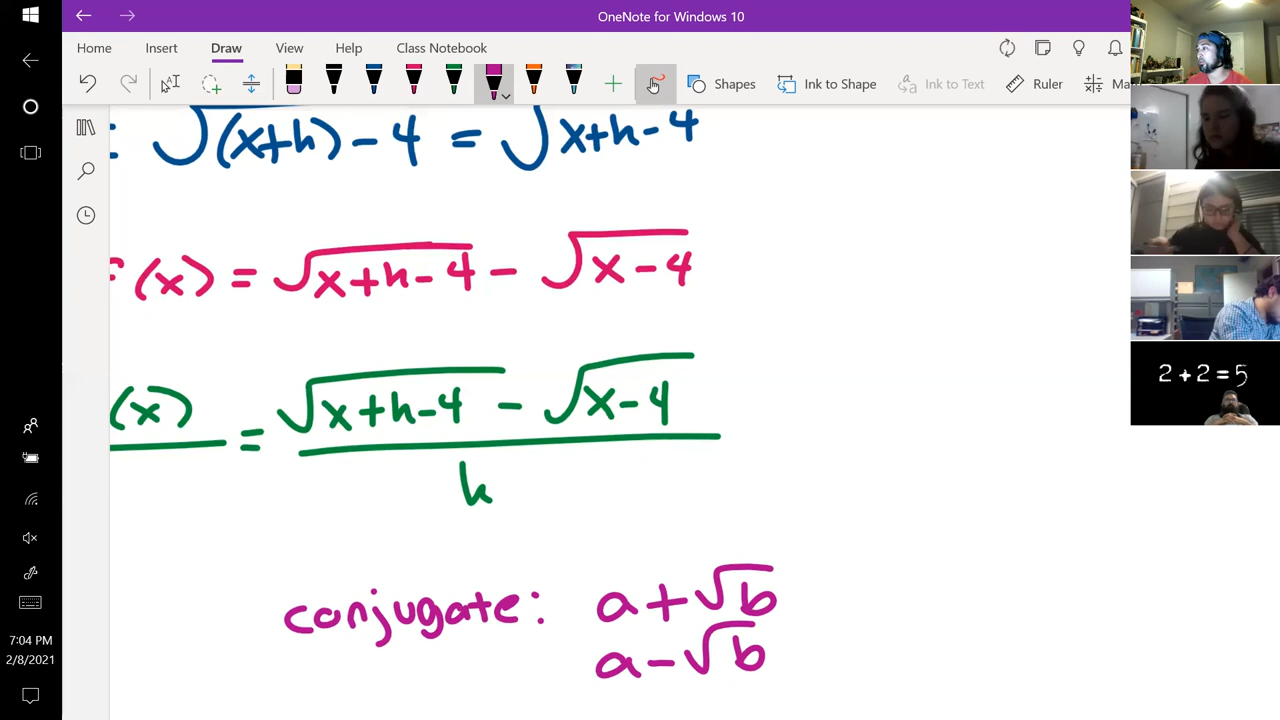 OneNote for Windows 10
Home Insert Draw View Help Class Notebook
Shapes Ink to Shape Ink to Text Ruler Ma
= √(x+h) - 4 = √x+h-4
f(x) = √x+h-4 - √x-4
(x) = √x+h-4 - √x-4
h
conjugate: a+√b
a-√b
7:04 PM
2/8/2021
2+2=5